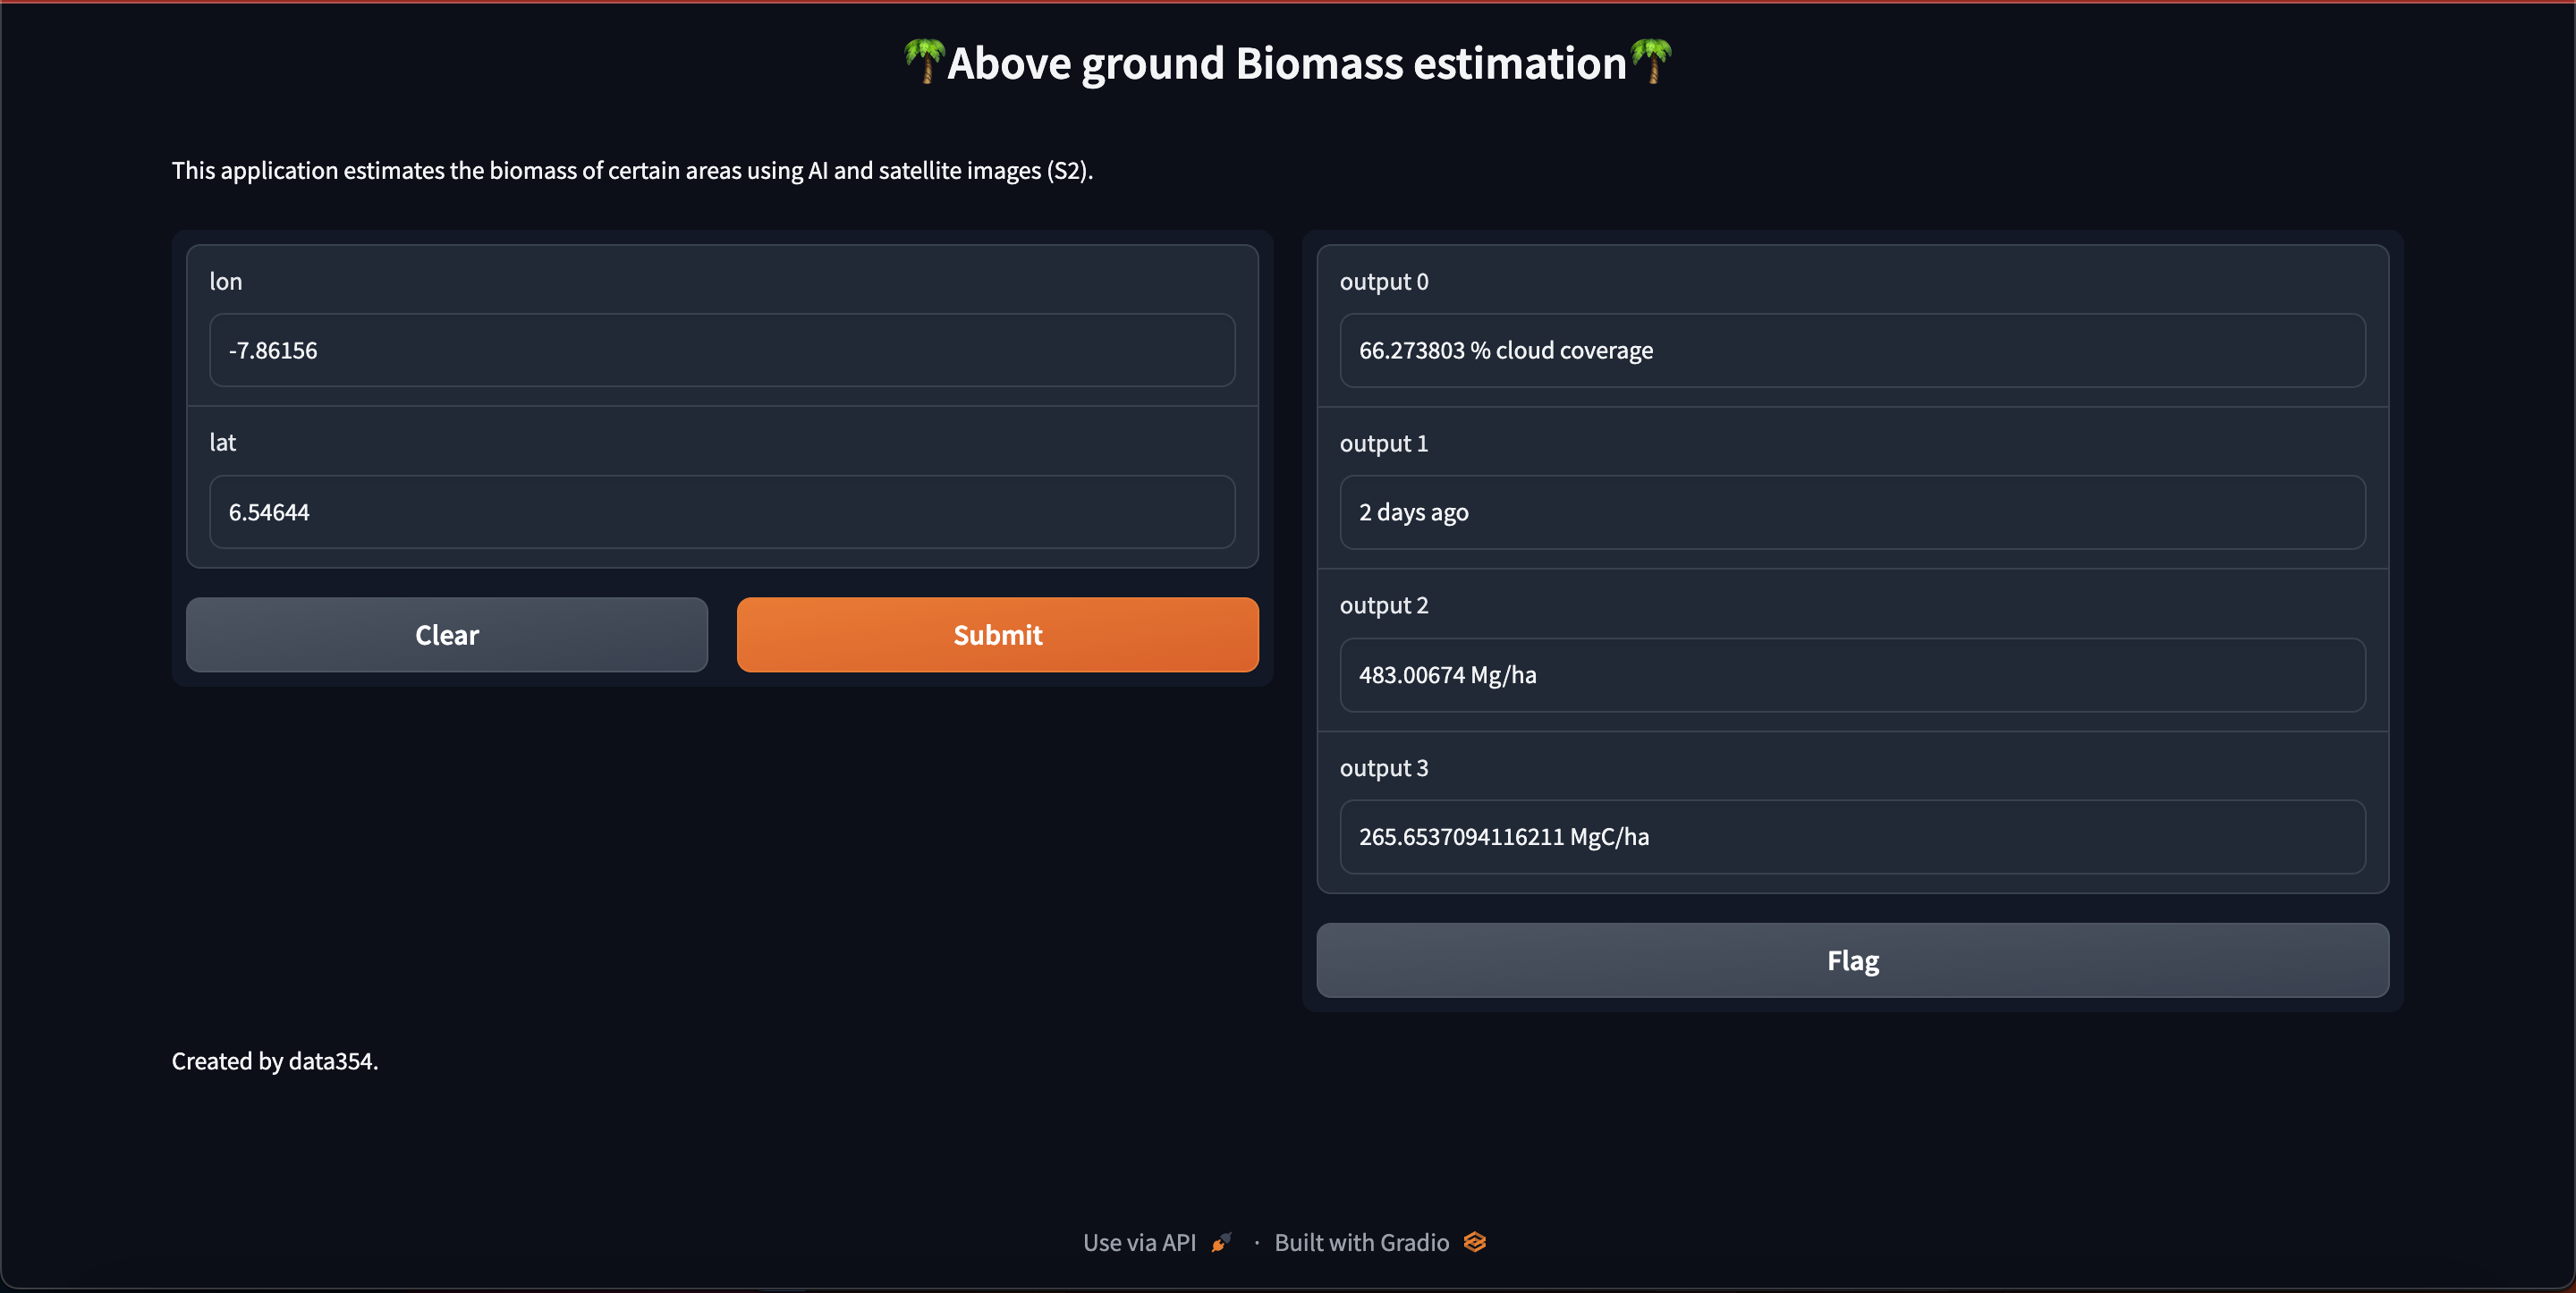 🌴Above ground Biomass estimation🌴
This application estimates the biomass of certain areas using AI and satellite images (S2).
lon
-7.86156
lat
6.54644
Clear
Submit
output 0
66.273803 % cloud coverage
output 1
2 days ago
output 2
483.00674 Mg/ha
output 3
265.6537094116211 MgC/ha
Flag
Created by data354.
Use via API · Built with Gradio